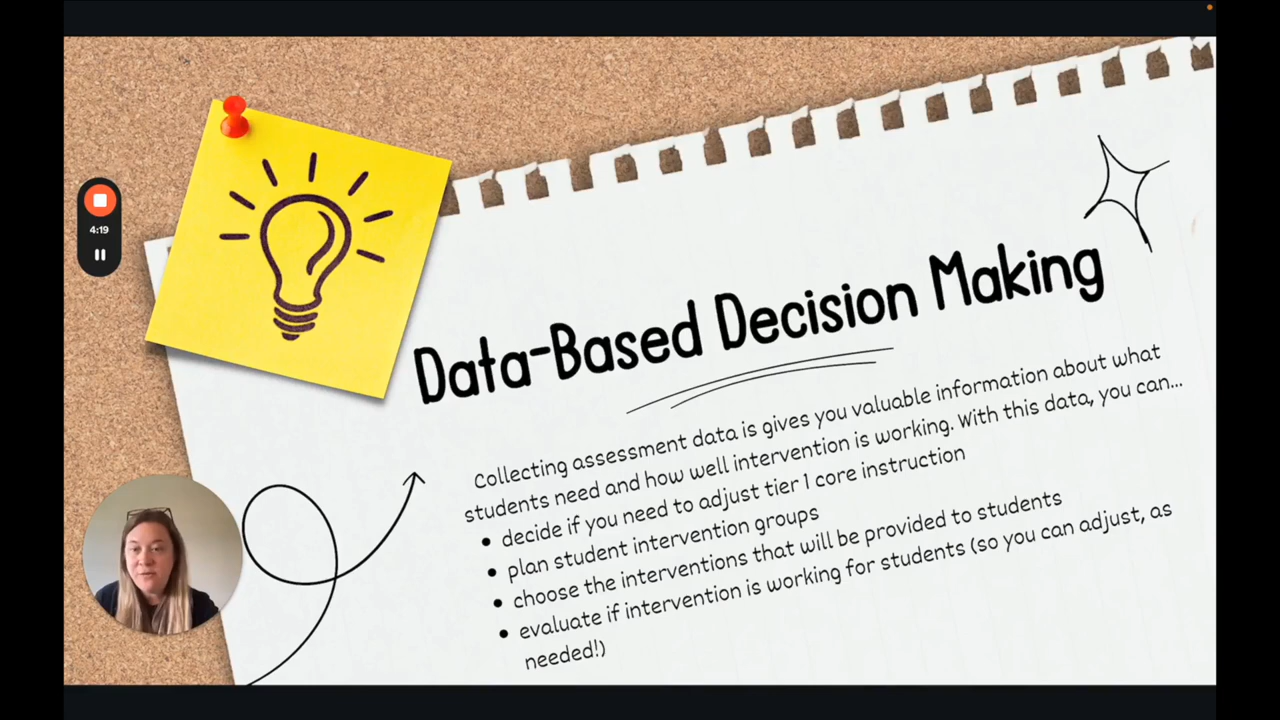 4:19
Data-Based Decision Making
Collecting assessment data is gives you valuable information about what
students need and how well intervention is working. With this data, you can...
• decide if you need to adjust tier 1 core instruction
• plan student intervention groups
• choose the interventions that will be provided to students
• evaluate if intervention is working for students (so you can adjust, as
needed!)